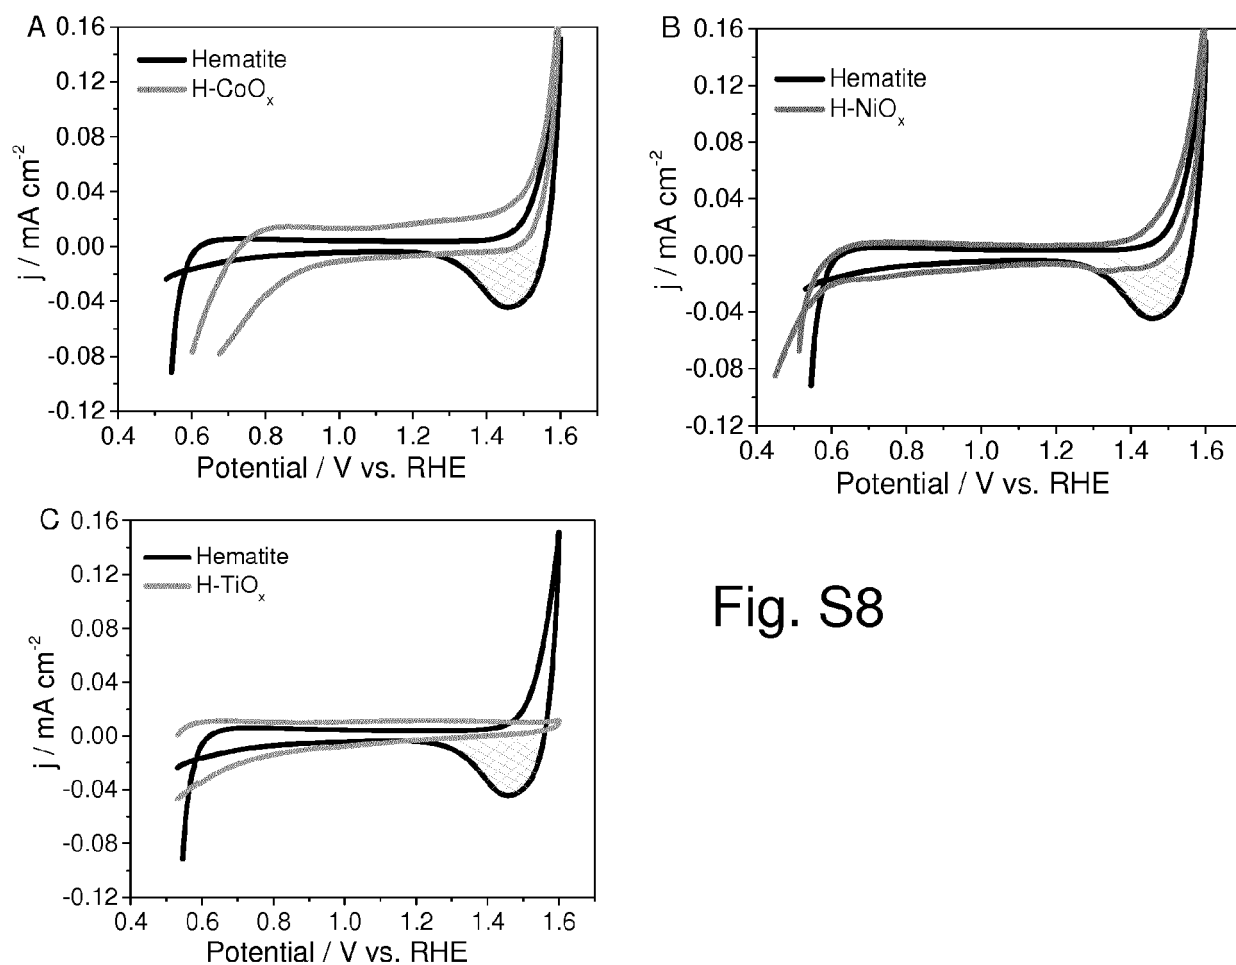 A
0.16
0.12
0.08
0.04
0.00
-0.04
-0.08
-0.12
j / mA cm-2
Hematite
H-CoOx
0.4 0.6 0.8 1.0 1.2 1.4 1.6
Potential / V vs. RHE
B
0.16
0.12
0.08
0.04
0.00
-0.04
-0.08
-0.12
j / mA cm-2
Hematite
H-NiOx
0.4 0.6 0.8 1.0 1.2 1.4 1.6
Potential / V vs. RHE
C
0.16
0.12
0.08
0.04
0.00
-0.04
-0.08
-0.12
j / mA cm-2
Hematite
H-TiOx
0.4 0.6 0.8 1.0 1.2 1.4 1.6
Potential / V vs. RHE
Fig. S8